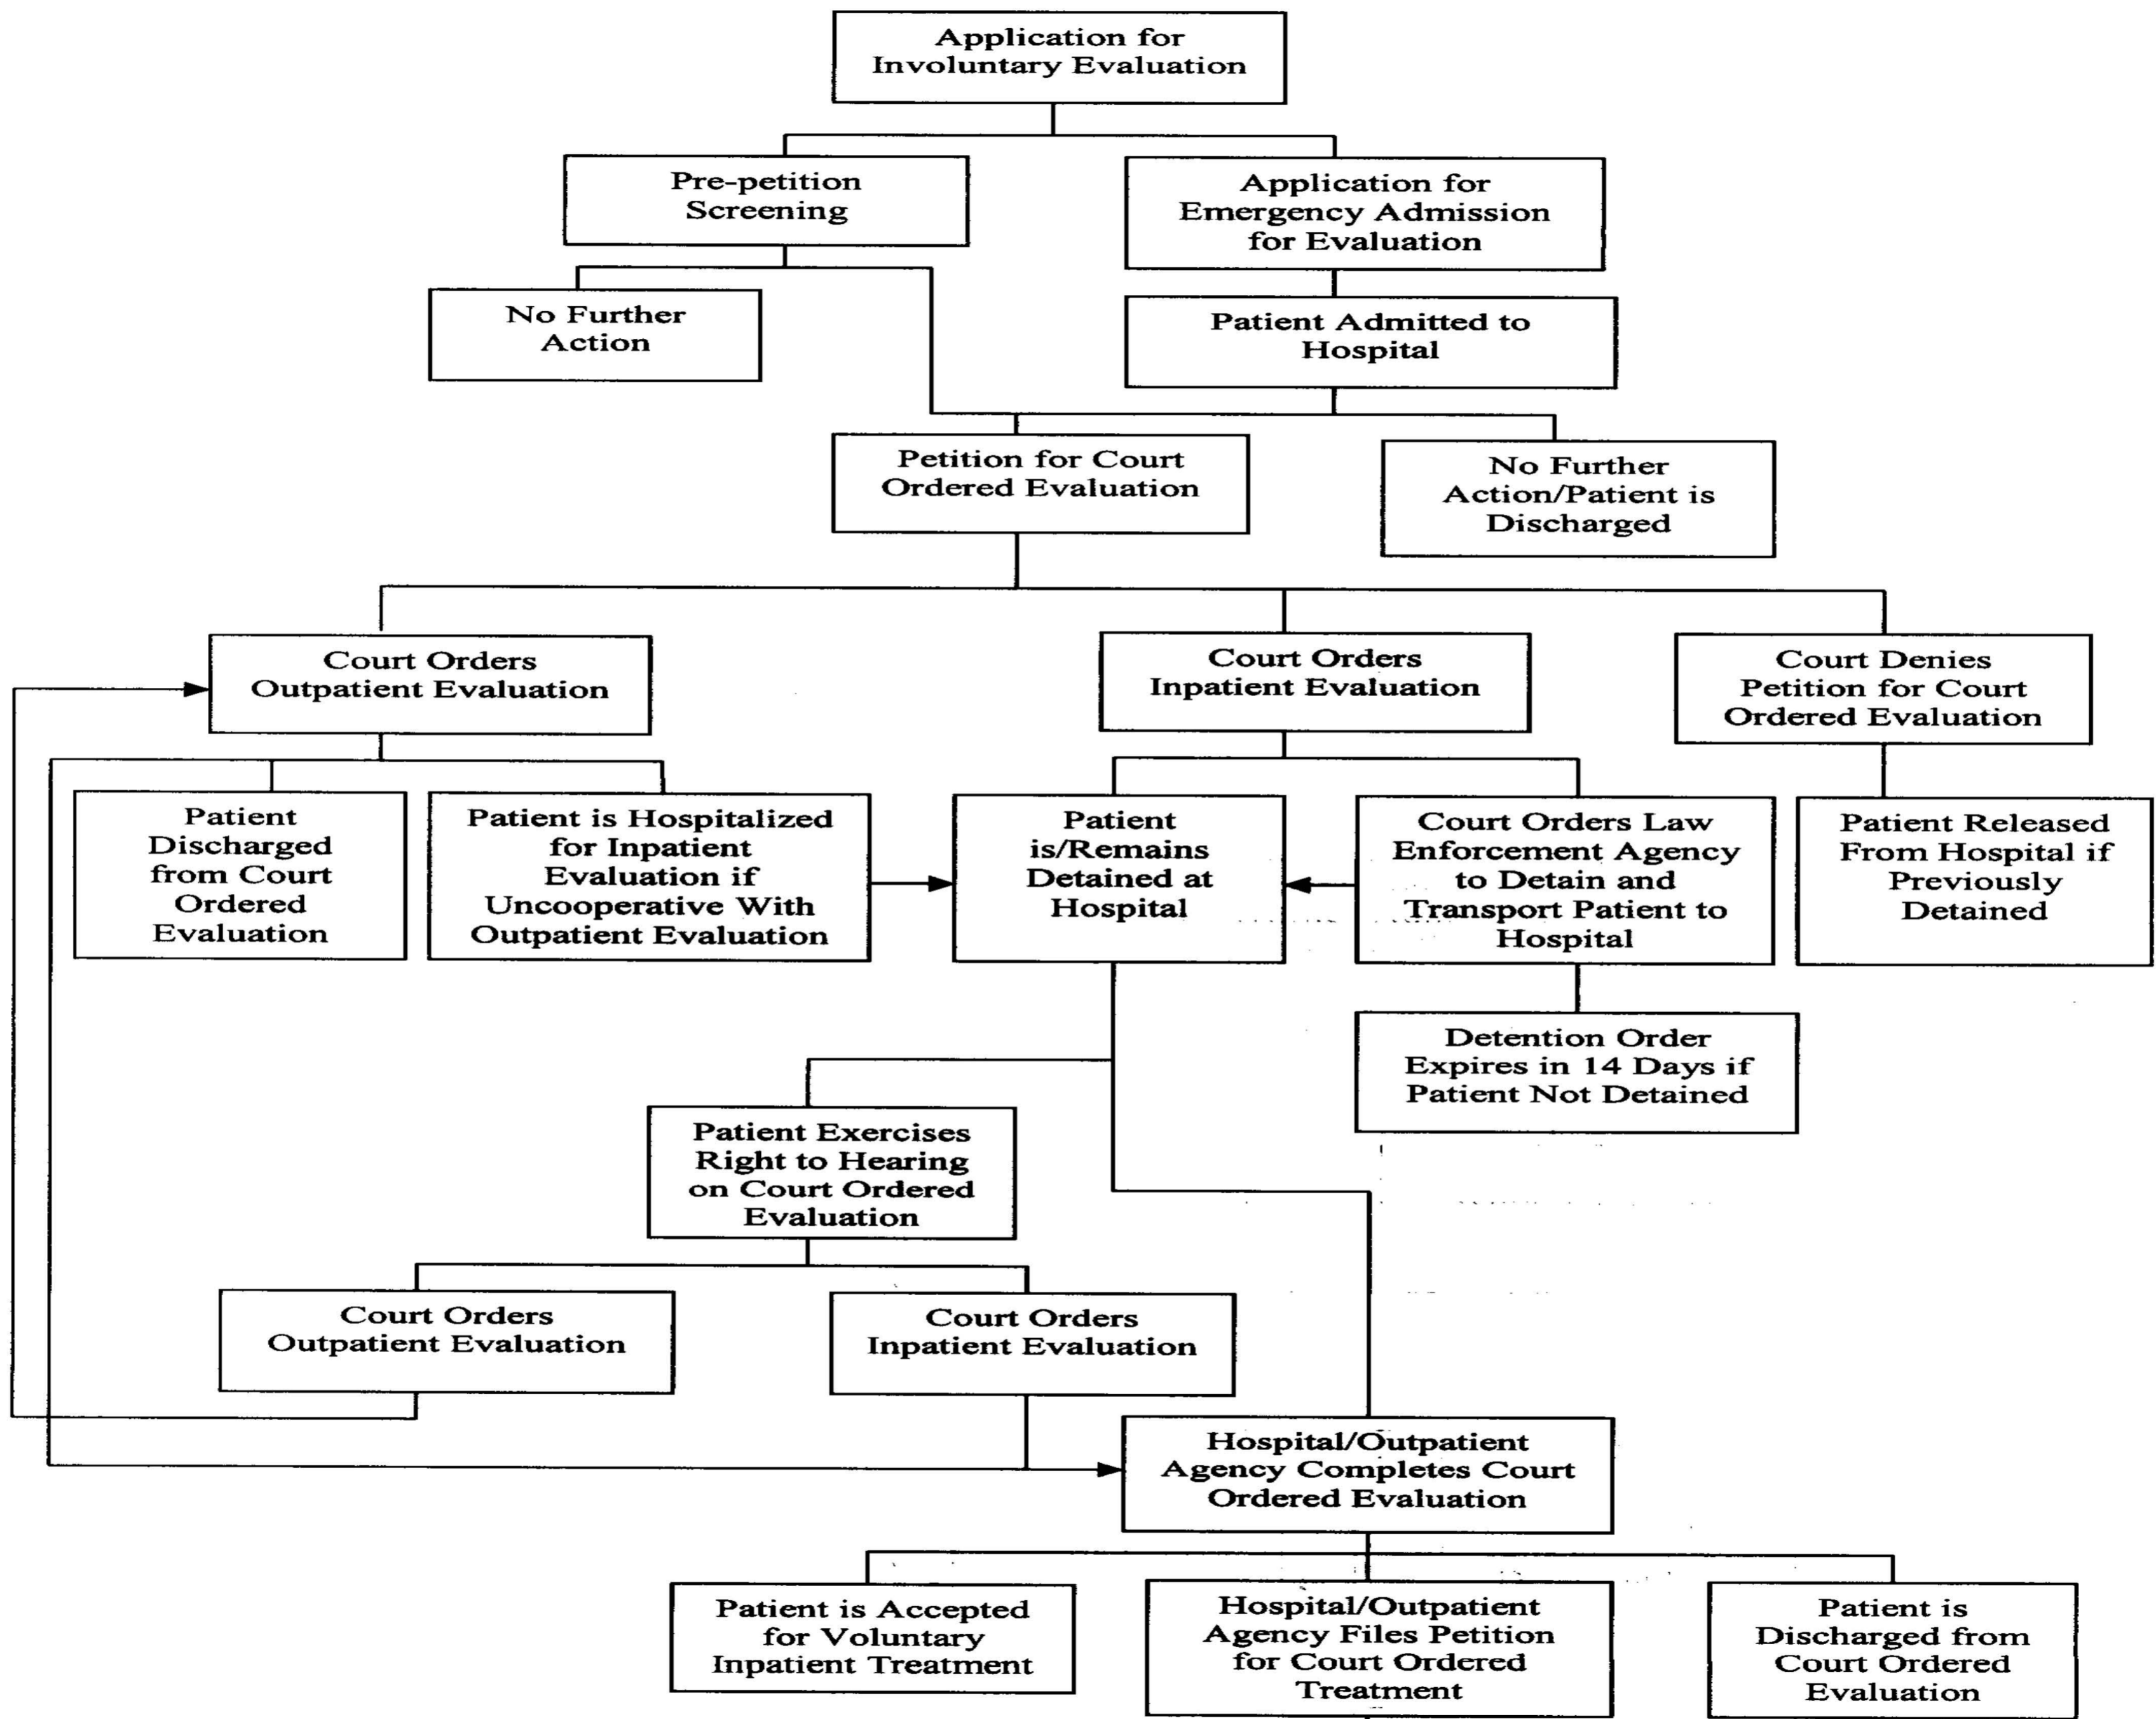 Application for
Involuntary Evaluation
Pre-petition
Screening
Application for
Emergency Admission
for Evaluation
No Further
Action
Patient Admitted to
Hospital
Petition for Court
Ordered Evaluation
No Further
Action/Patient is
Discharged
Court Orders
Outpatient Evaluation
Court Orders
Inpatient Evaluation
Court Denies
Petition for Court
Ordered Evaluation
Patient
Discharged
from Court
Ordered
Evaluation
Patient is Hospitalized
for Inpatient
Evaluation if
Uncooperative With
Outpatient Evaluation
Patient
is/Remains
Detained at
Hospital
Court Orders Law
Enforcement Agency
to Detain and
Transport Patient to
Hospital
Patient Released
From Hospital if
Previously
Detained
Detention Order
Expires in 14 Days if
Patient Not Detained
Patient Exercises
Right to Hearing
on Court Ordered
Evaluation
Court Orders
Outpatient Evaluation
Court Orders
Inpatient Evaluation
Hospital/Outpatient
Agency Completes Court
Ordered Evaluation
Patient is Accepted
for Voluntary
Inpatient Treatment
Hospital/Outpatient
Agency Files Petition
for Court Ordered
Treatment
Patient is
Discharged from
Court Ordered
Evaluation